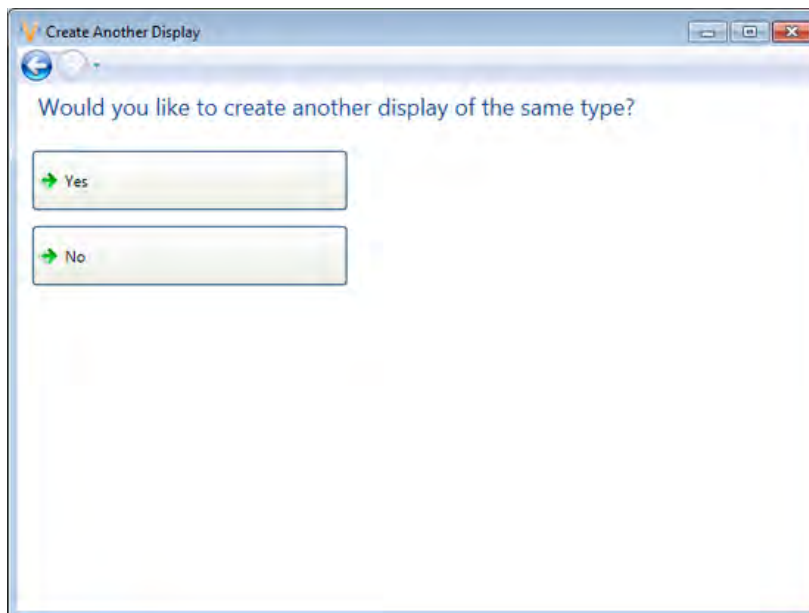 Create Another Display
Would you like to create another display of the same type?
Yes
No